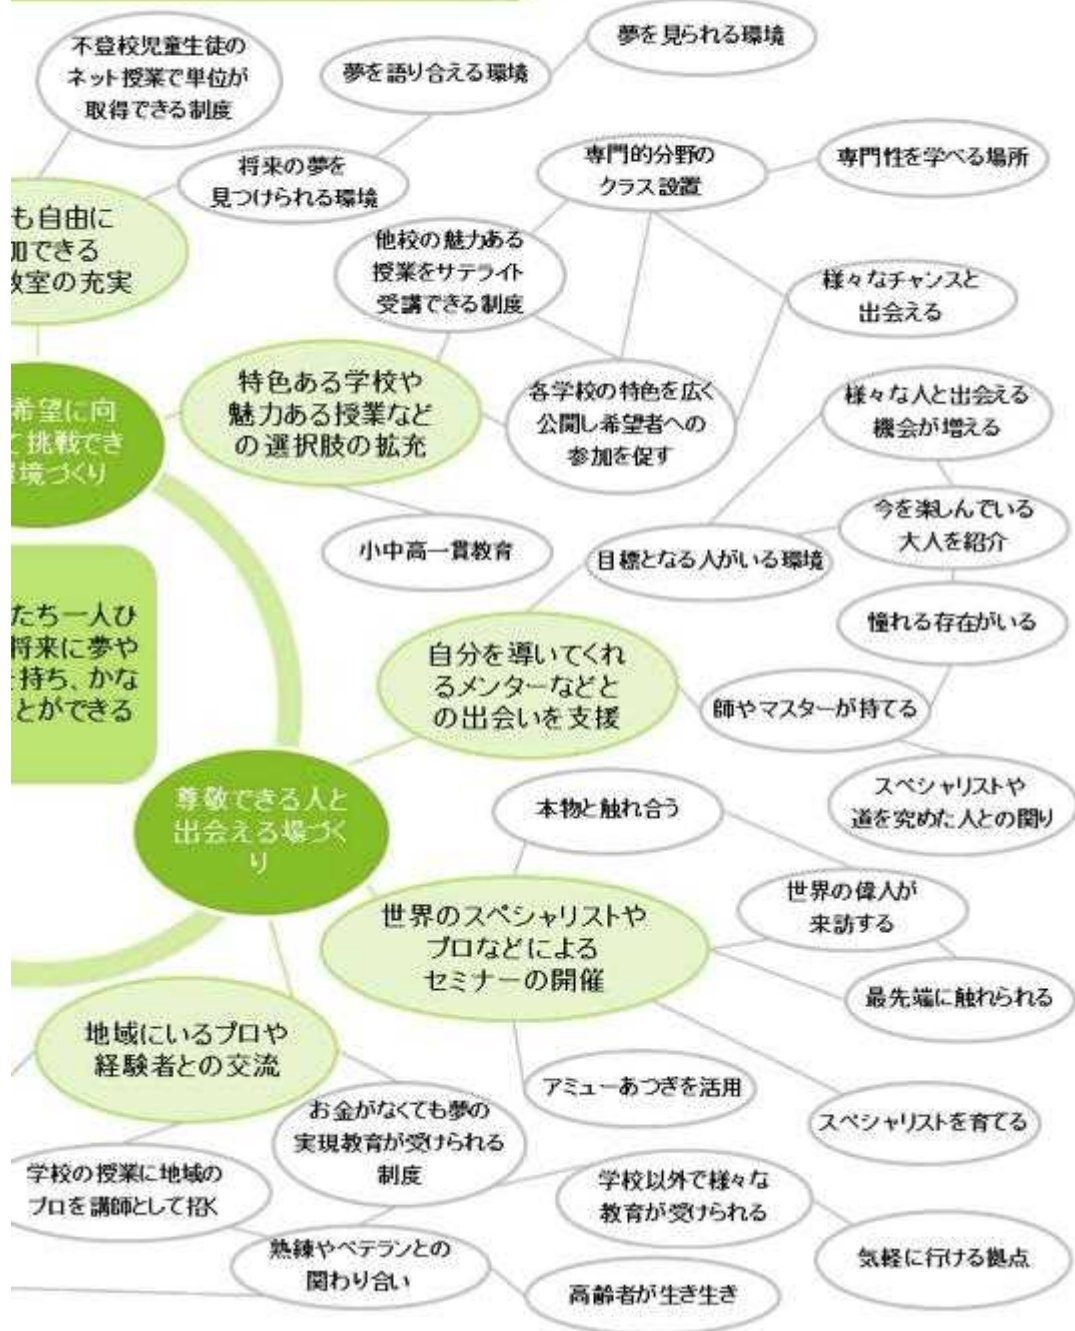 不登校児童生徒の
ネット授業で単位が
取得できる制度
夢を語り合える環境
夢を見られる環境
将来の夢を
見つけられる環境
専門的分野の
クラス設置
専門性を学べる場所
も自由に
加できる
教室の充実
他校の魅力ある
授業をサテライト
受講できる制度
様々なチャンスと
出会える
希望に向
て挑戦でき
環境づくり
特色ある学校や
魅力ある授業など
の選択肢の拡充
各学校の特色を広く
公開し希望者への
参加を促す
様々な人と出会える
機会が増える
小中高一貫教育
目標となる人がいる環境
今を楽しんでいる
大人を紹介
たち一人ひ
将来に夢や
持ち、かな
とができる
自分を導いてくれ
るメンターなどと
の出会いを支援
憧れる存在がいる
師やマスターが持てる
スペシャリストや
道を究めた人との関り
尊敬できる人と
出会える場づく
り
本物と触れ合う
世界の偉人が
来訪する
世界のスペシャリストや
プロなどによる
セミナーの開催
最先端に触れられる
地域にいるプロや
経験者との交流
アミューあつぎを活用
スペシャリストを育てる
お金がなくても夢の
実現教育が受けられる
制度
学校の授業に地域の
プロを講師として招く
学校以外で様々な
教育が受けられる
熟練やベテランとの
関わり合い
気軽に行ける拠点
高齢者が生き生き